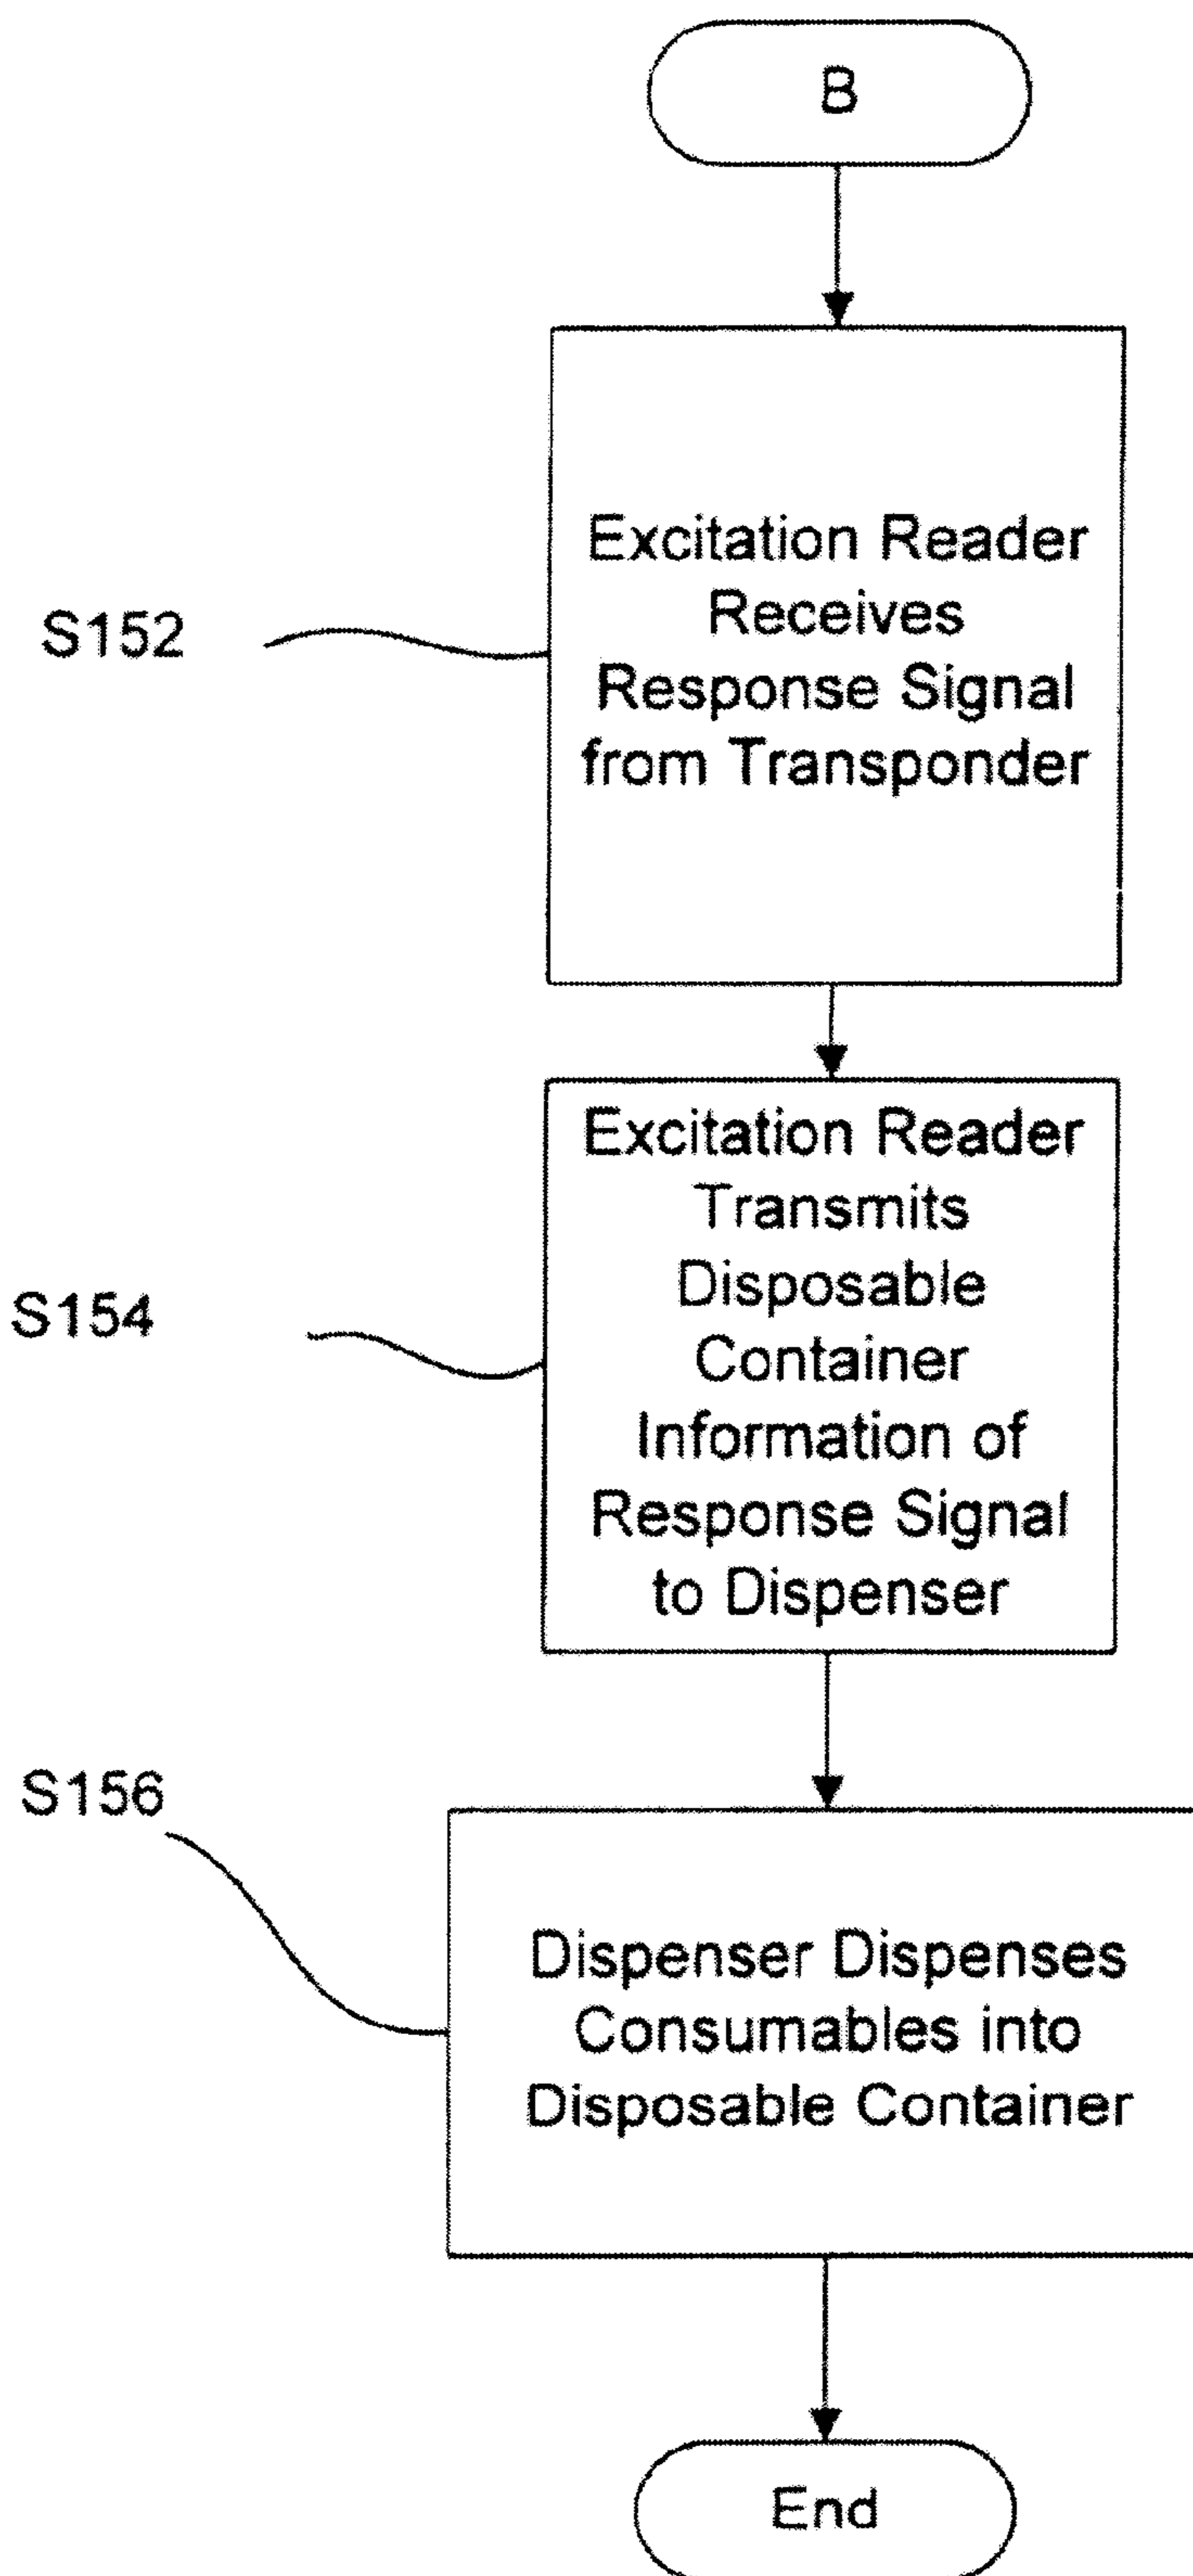 B
S152
Excitation Reader
Receives
Response Signal
from Transponder
S154
Excitation Reader
Transmits
Disposable
Container
Information of
Response Signal
to Dispenser
S156
Dispenser Dispenses
Consumables into
Disposable Container
End